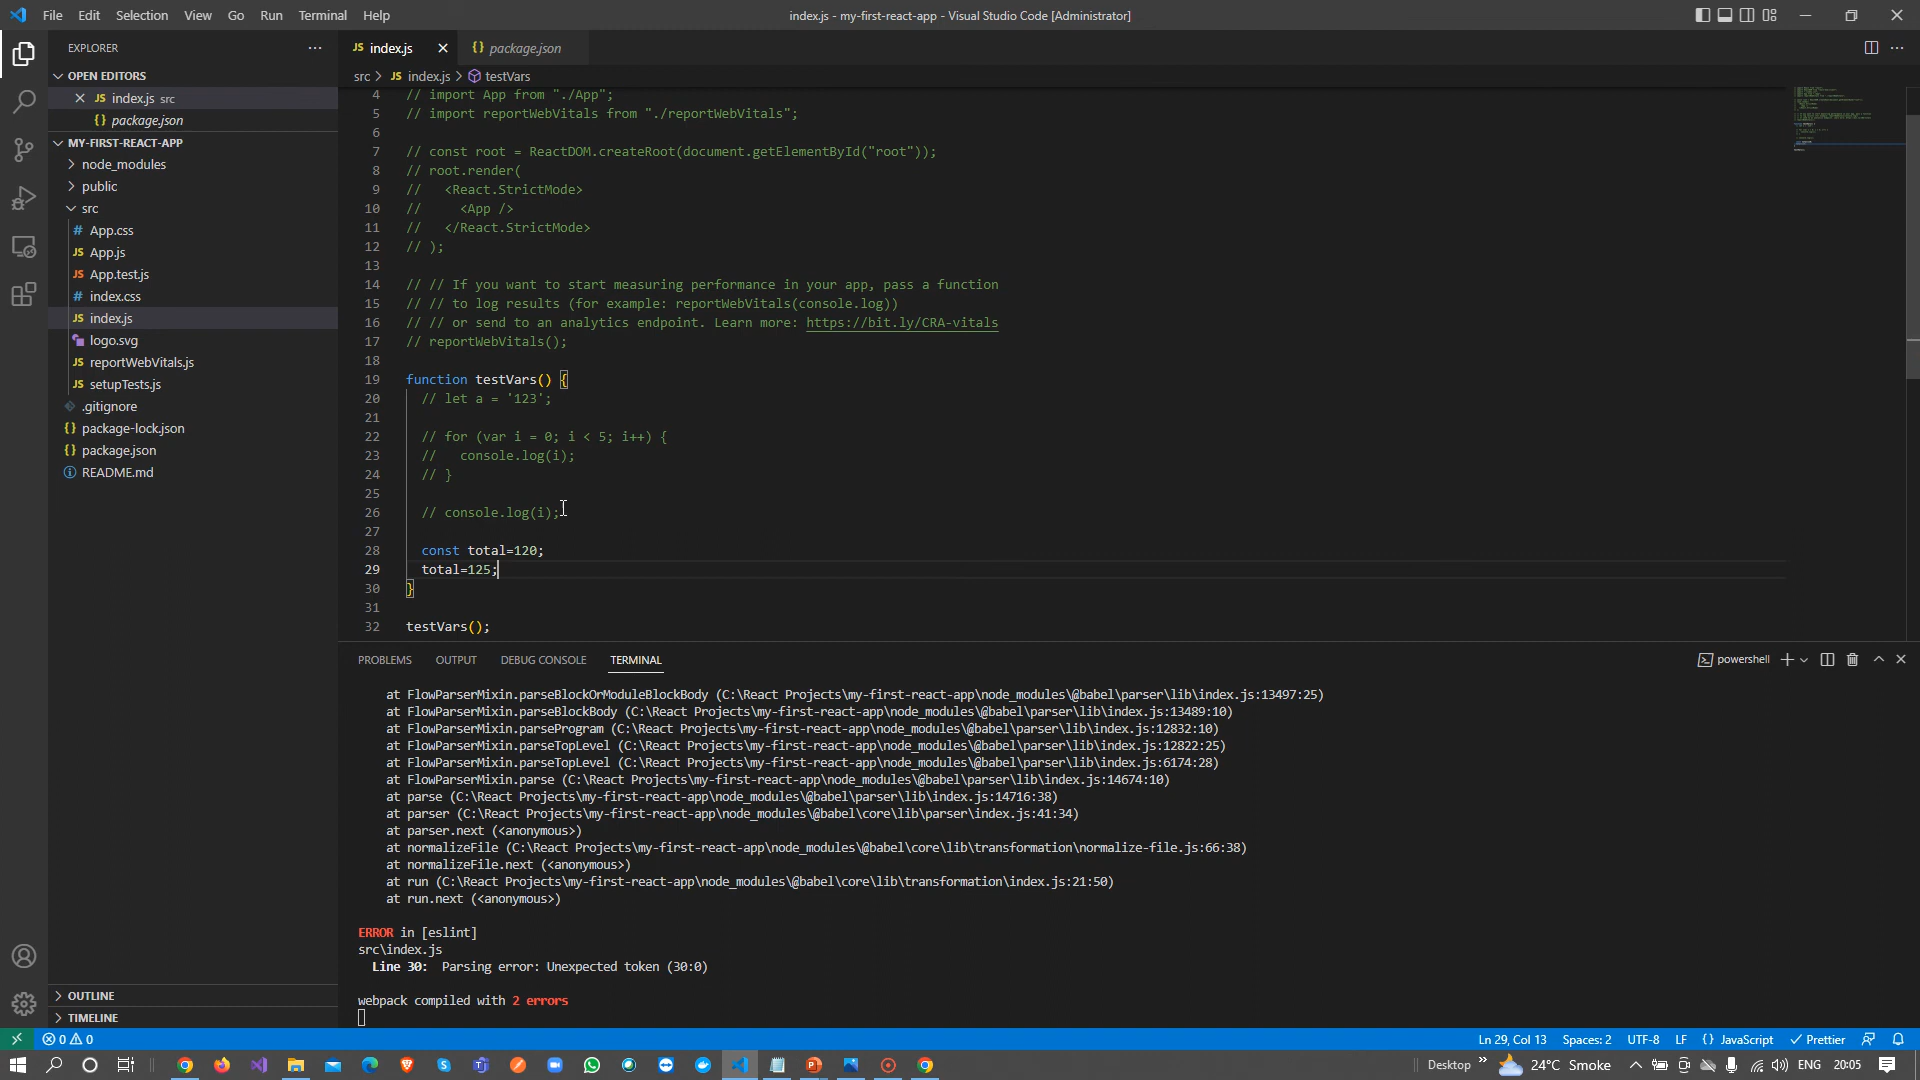 File Edit Selection View Go Run Terminal Help
index.js - my-first-react-app - Visual Studio Code [Administrator]
EXPLORER
OPEN EDITORS
JS index.js src
{} package.json
MY-FIRST-REACT-APP
node_modules
public
src
# App.css
JS App.js
JS App.test.js
# index.css
JS index.js
logo.svg
JS reportWebVitals.js
JS setupTests.js
.gitignore
{} package-lock.json
{} package.json
README.md
OUTLINE
TIMELINE
JS index.js
{} package.json
src > JS index.js > testVars
4 // import App from "./App";
5 // import reportWebVitals from "./reportWebVitals";
6
7 // const root = ReactDOM.createRoot(document.getElementById("root"));
8 // root.render(
9 //   <React.StrictMode>
10 //     <App />
11 //   </React.StrictMode>
12 // );
13
14 // // If you want to start measuring performance in your app, pass a function
15 // // to log results (for example: reportWebVitals(console.log))
16 // // or send to an analytics endpoint. Learn more: https://bit.ly/CRA-vitals
17 // reportWebVitals();
18
19 function testVars() {
20   // let a = '123';
21
22   // for (var i = 0; i < 5; i++) {
23   //   console.log(i);
24   // }
25
26   // console.log(i);
27
28   const total=120;
29   total=125;
30 }
31
32 testVars();
PROBLEMS OUTPUT DEBUG CONSOLE TERMINAL
powershell
at FlowParserMixin.parseBlockOrModuleBlockBody (C:\React Projects\my-first-react-app\node_modules\@babel\parser\lib\index.js:13497:25)
at FlowParserMixin.parseBlockBody (C:\React Projects\my-first-react-app\node_modules\@babel\parser\lib\index.js:13489:10)
at FlowParserMixin.parseProgram (C:\React Projects\my-first-react-app\node_modules\@babel\parser\lib\index.js:12832:10)
at FlowParserMixin.parseTopLevel (C:\React Projects\my-first-react-app\node_modules\@babel\parser\lib\index.js:12822:25)
at FlowParserMixin.parseTopLevel (C:\React Projects\my-first-react-app\node_modules\@babel\parser\lib\index.js:6174:28)
at FlowParserMixin.parse (C:\React Projects\my-first-react-app\node_modules\@babel\parser\lib\index.js:14674:10)
at parse (C:\React Projects\my-first-react-app\node_modules\@babel\parser\lib\index.js:14716:38)
at parser (C:\React Projects\my-first-react-app\node_modules\@babel\core\lib\parser\index.js:41:34)
at parser.next (<anonymous>)
at normalizeFile (C:\React Projects\my-first-react-app\node_modules\@babel\core\lib\transformation\normalize-file.js:66:38)
at normalizeFile.next (<anonymous>)
at run (C:\React Projects\my-first-react-app\node_modules\@babel\core\lib\transformation\index.js:21:50)
at run.next (<anonymous>)
ERROR in [eslint]
src\index.js
Line 30: Parsing error: Unexpected token (30:0)
webpack compiled with 2 errors
0 0
Ln 29, Col 13 Spaces: 2 UTF-8 LF {} JavaScript Prettier
Desktop 24°C Smoke ENG 20:05